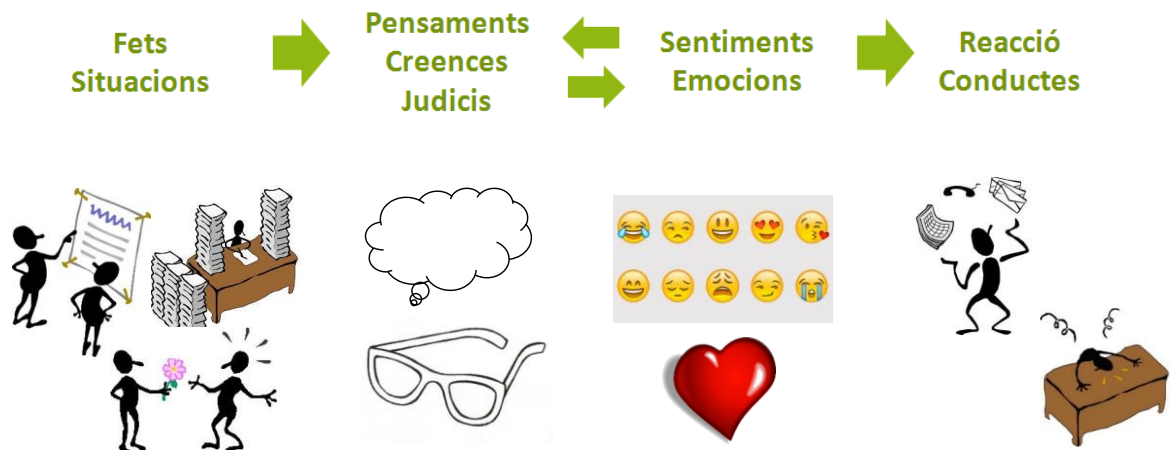 Fets
Situacions
Pensaments
Creences
Judicis
Sentiments
Emocions
Reacció
Conductes